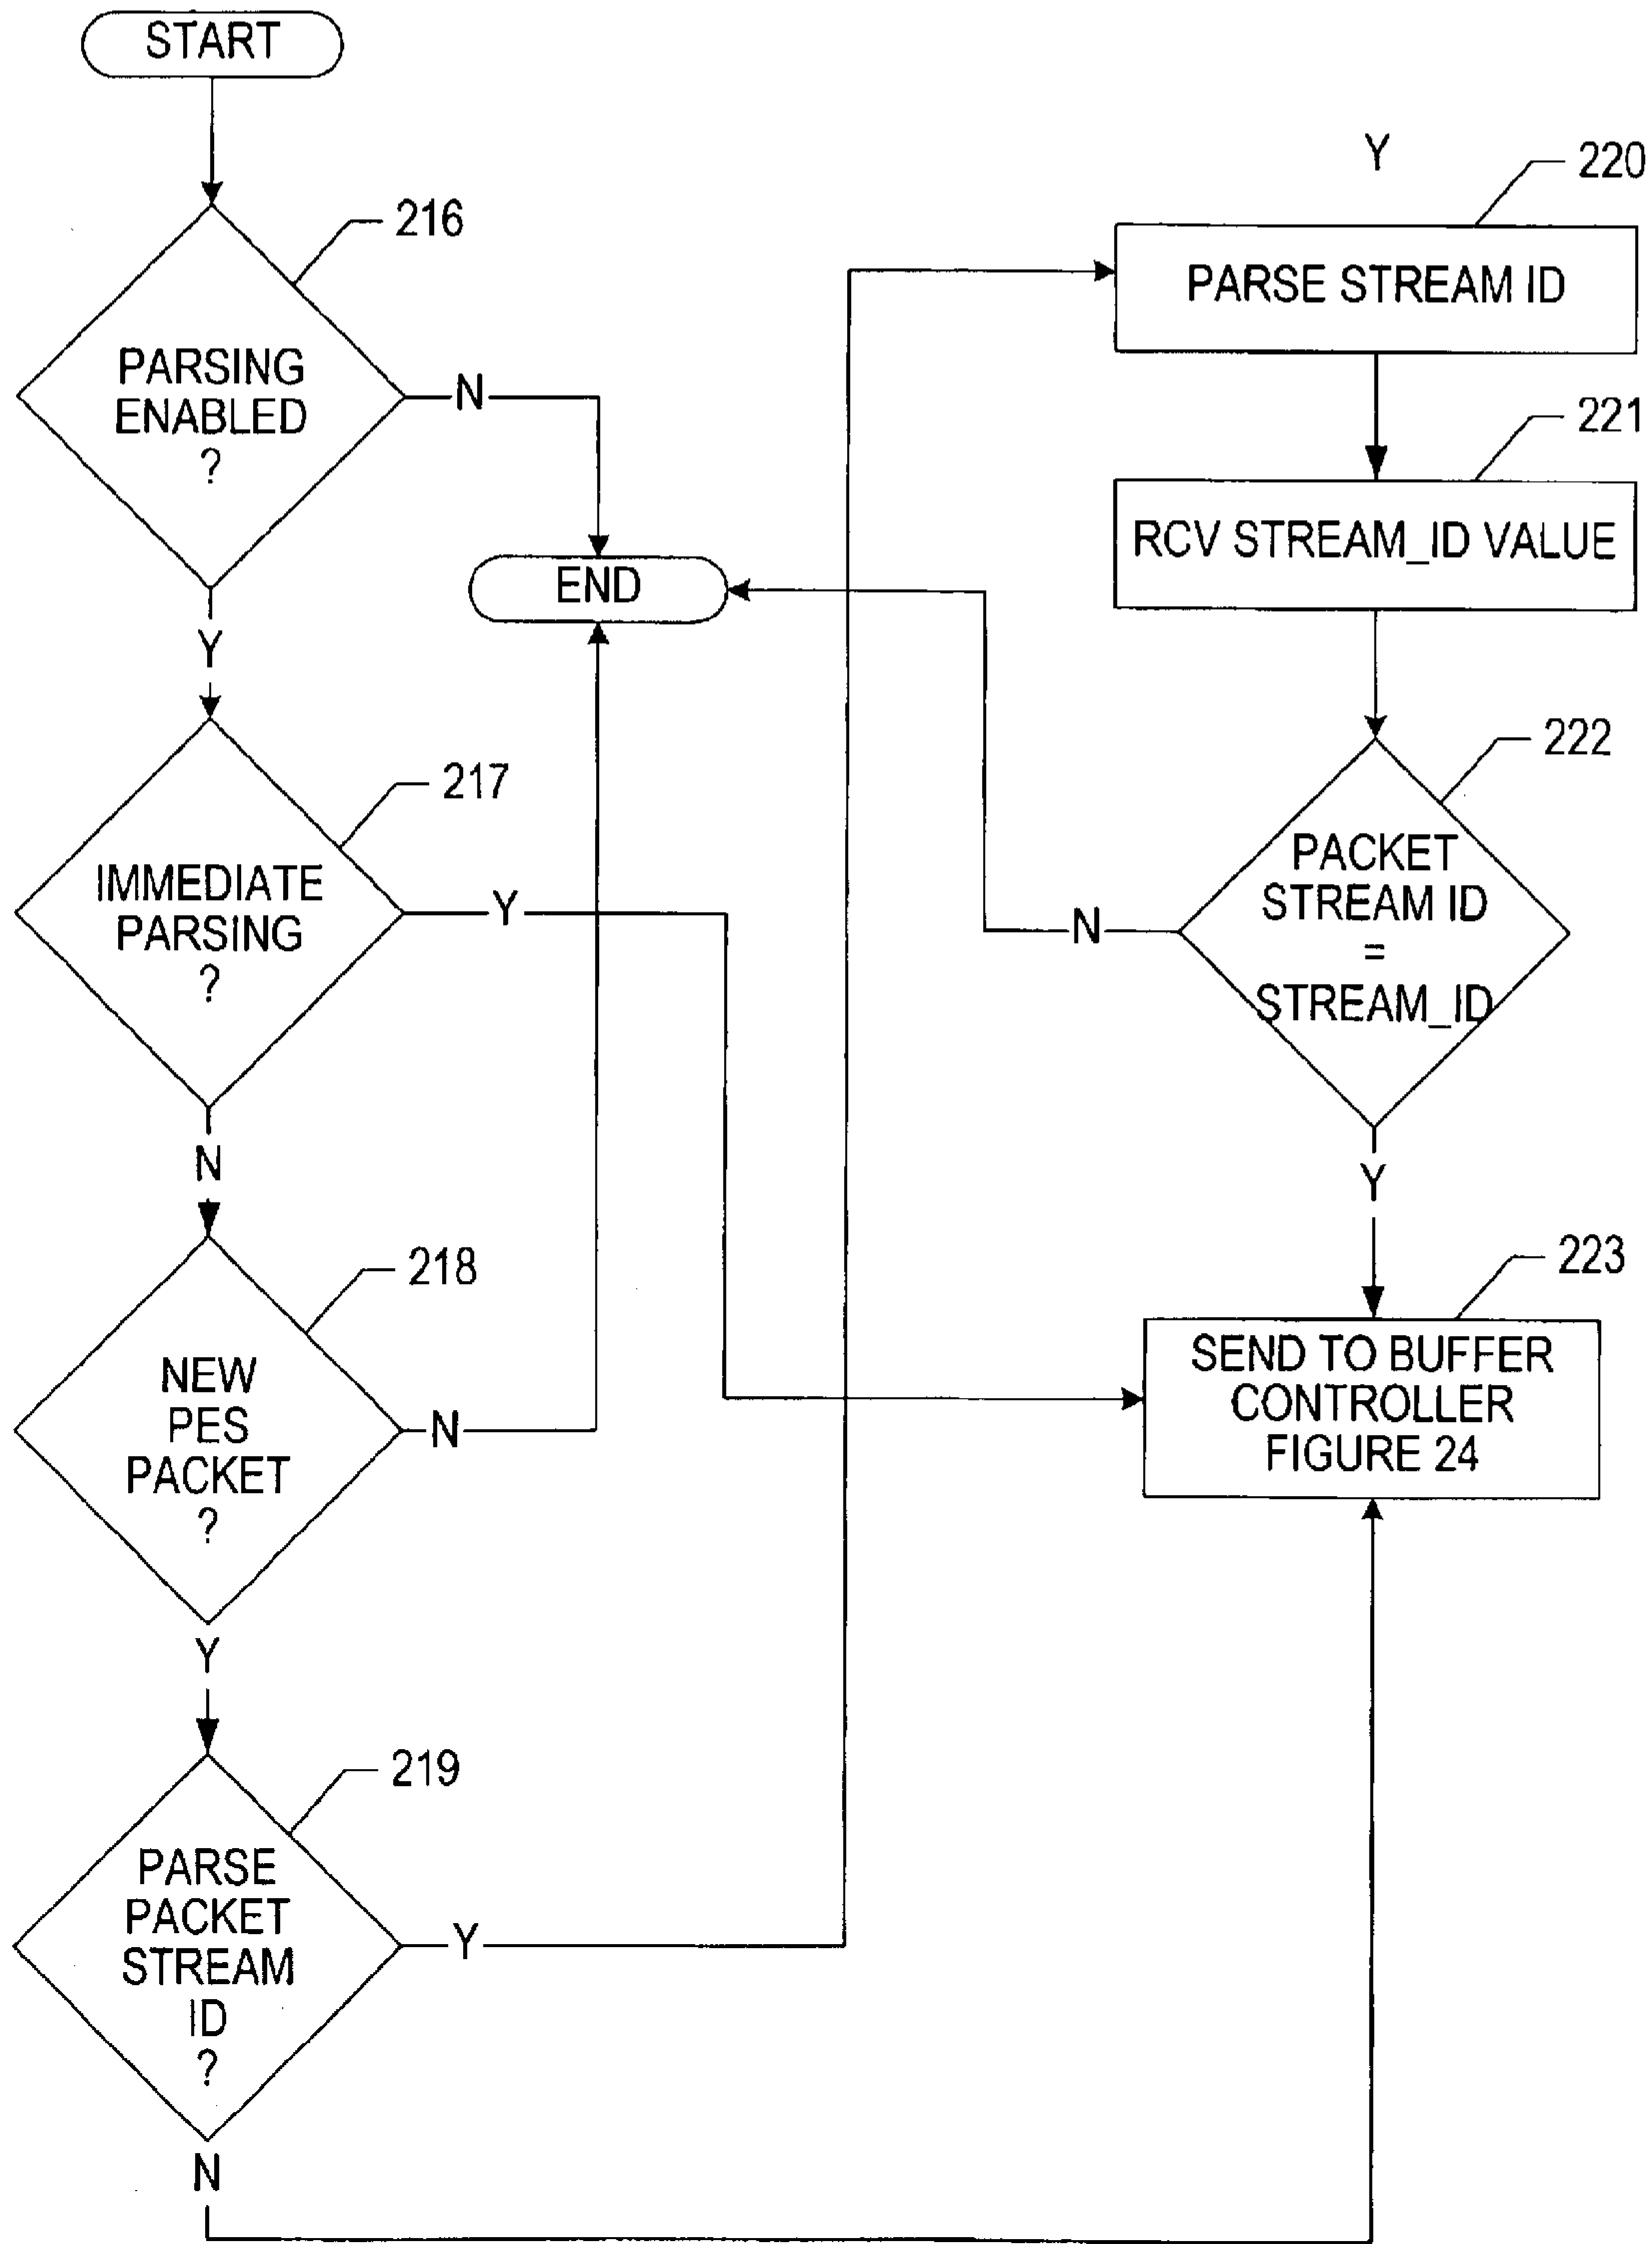 START
216
PARSING
ENABLED
?
N
Y
END
217
IMMEDIATE
PARSING
?
Y
N
218
NEW
PES
PACKET
?
N
Y
219
PARSE
PACKET
STREAM
ID
?
Y
N
Y
220
PARSE STREAM ID
221
RCV STREAM_ID VALUE
222
PACKET
STREAM ID
=
STREAM_ID
N
Y
223
SEND TO BUFFER
CONTROLLER
FIGURE 24